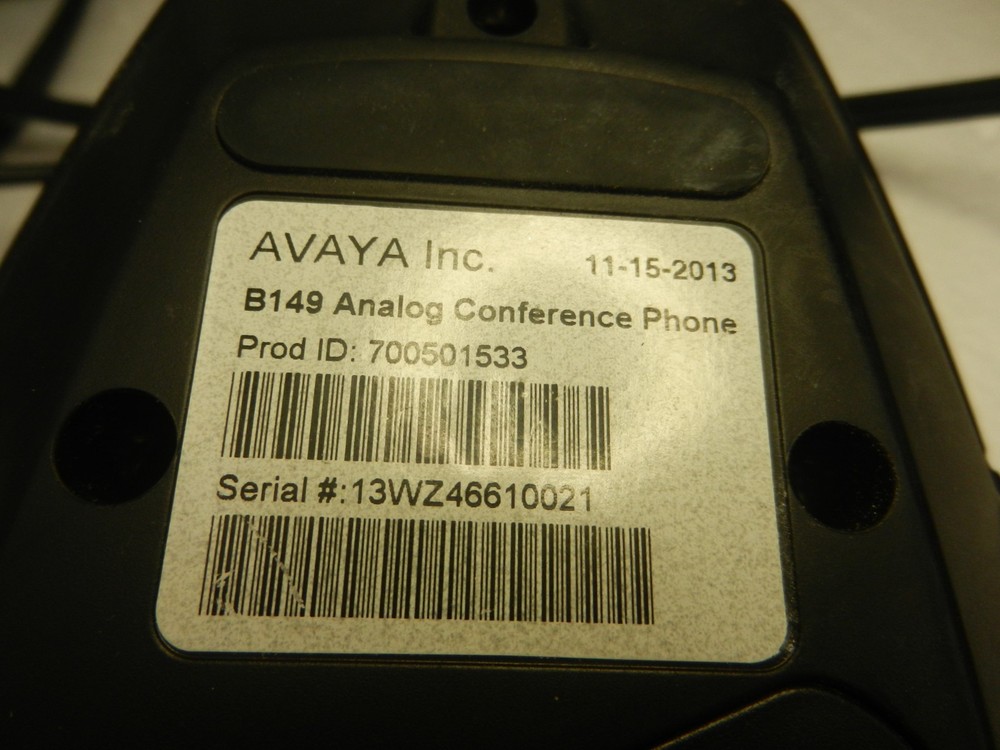 AVAYA Inc. 11-15-2013
B149 Analog Conference Phone
Prod ID: 700501533
Serial #:13WZ46610021